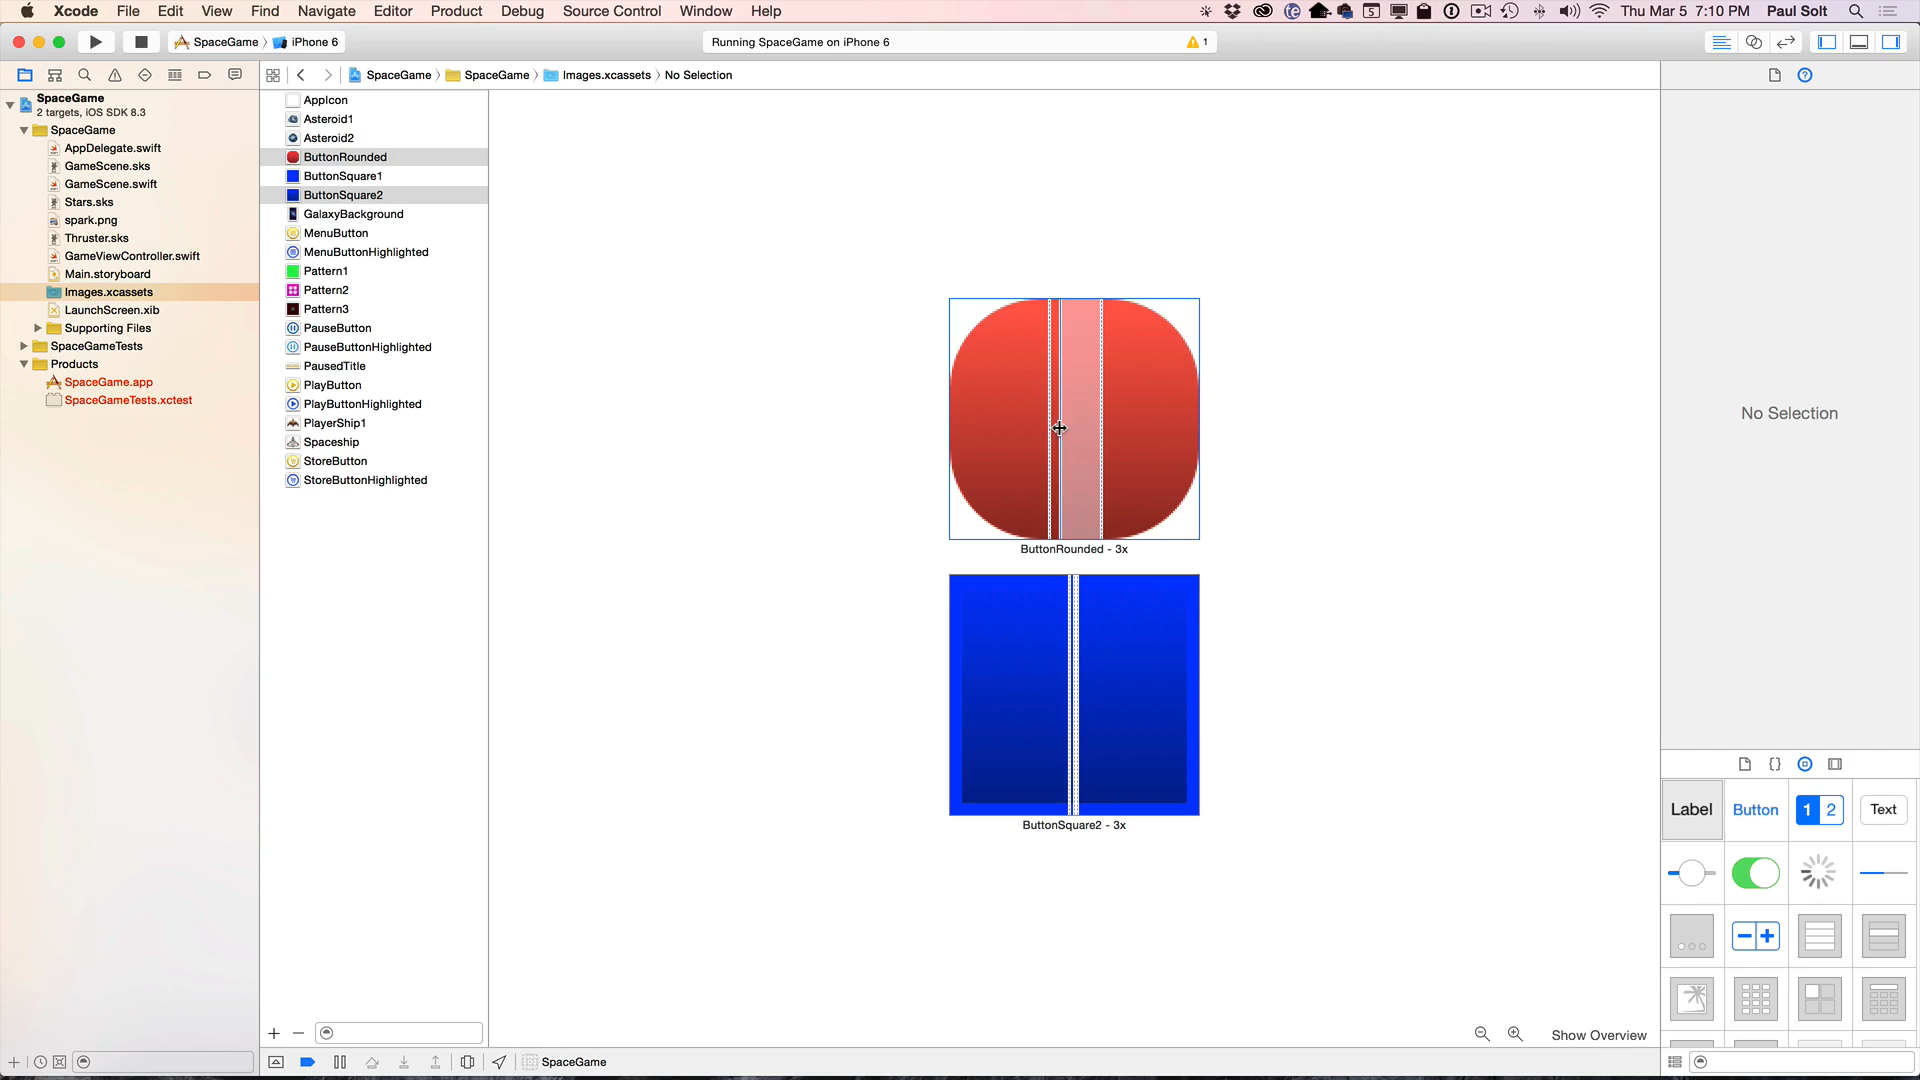 Xcode File Edit View Find Navigate Editor Product Debug Source Control Window Help
5 Thu Mar 5 7:10 PM Paul Solt
SpaceGame iPhone 6
Running SpaceGame on iPhone 6
1
SpaceGame SpaceGame Images.xcassets No Selection
SpaceGame
2 targets, iOS SDK 8.3
SpaceGame
AppDelegate.swift
GameScene.sks
GameScene.swift
Stars.sks
spark.png
Thruster.sks
GameViewController.swift
Main.storyboard
Images.xcassets
LaunchScreen.xib
Supporting Files
SpaceGameTests
Products
SpaceGame.app
SpaceGameTests.xctest
AppIcon
Asteroid1
Asteroid2
ButtonRounded
ButtonSquare1
ButtonSquare2
GalaxyBackground
MenuButton
MenuButtonHighlighted
Pattern1
Pattern2
Pattern3
PauseButton
PauseButtonHighlighted
PausedTitle
PlayButton
PlayButtonHighlighted
PlayerShip1
Spaceship
StoreButton
StoreButtonHighlighted
ButtonRounded - 3x
ButtonSquare2 - 3x
Show Overview
SpaceGame
No Selection
Label Button 1 2 Text